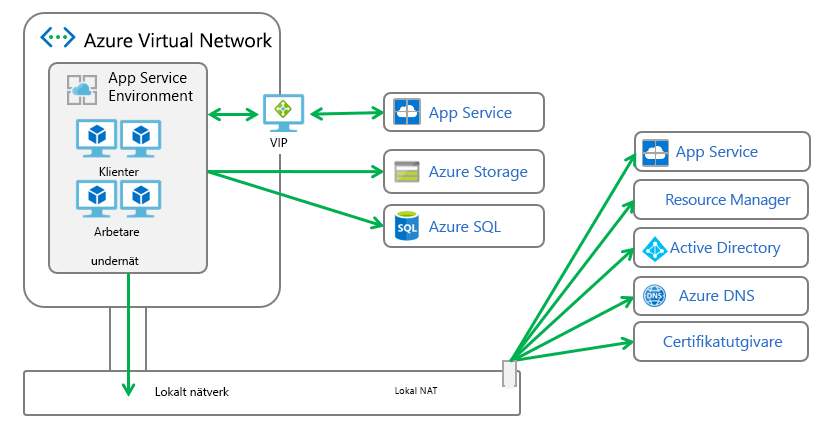 Azure Virtual Network
App Service
Environment
Klienter
Arbetare
undernät
VIP
App Service
Azure Storage
SQL
Azure SQL
App Service
Resource Manager
Active Directory
DNS
Azure DNS
Certifikatutgivare
Lokalt nätverk
Lokal NAT